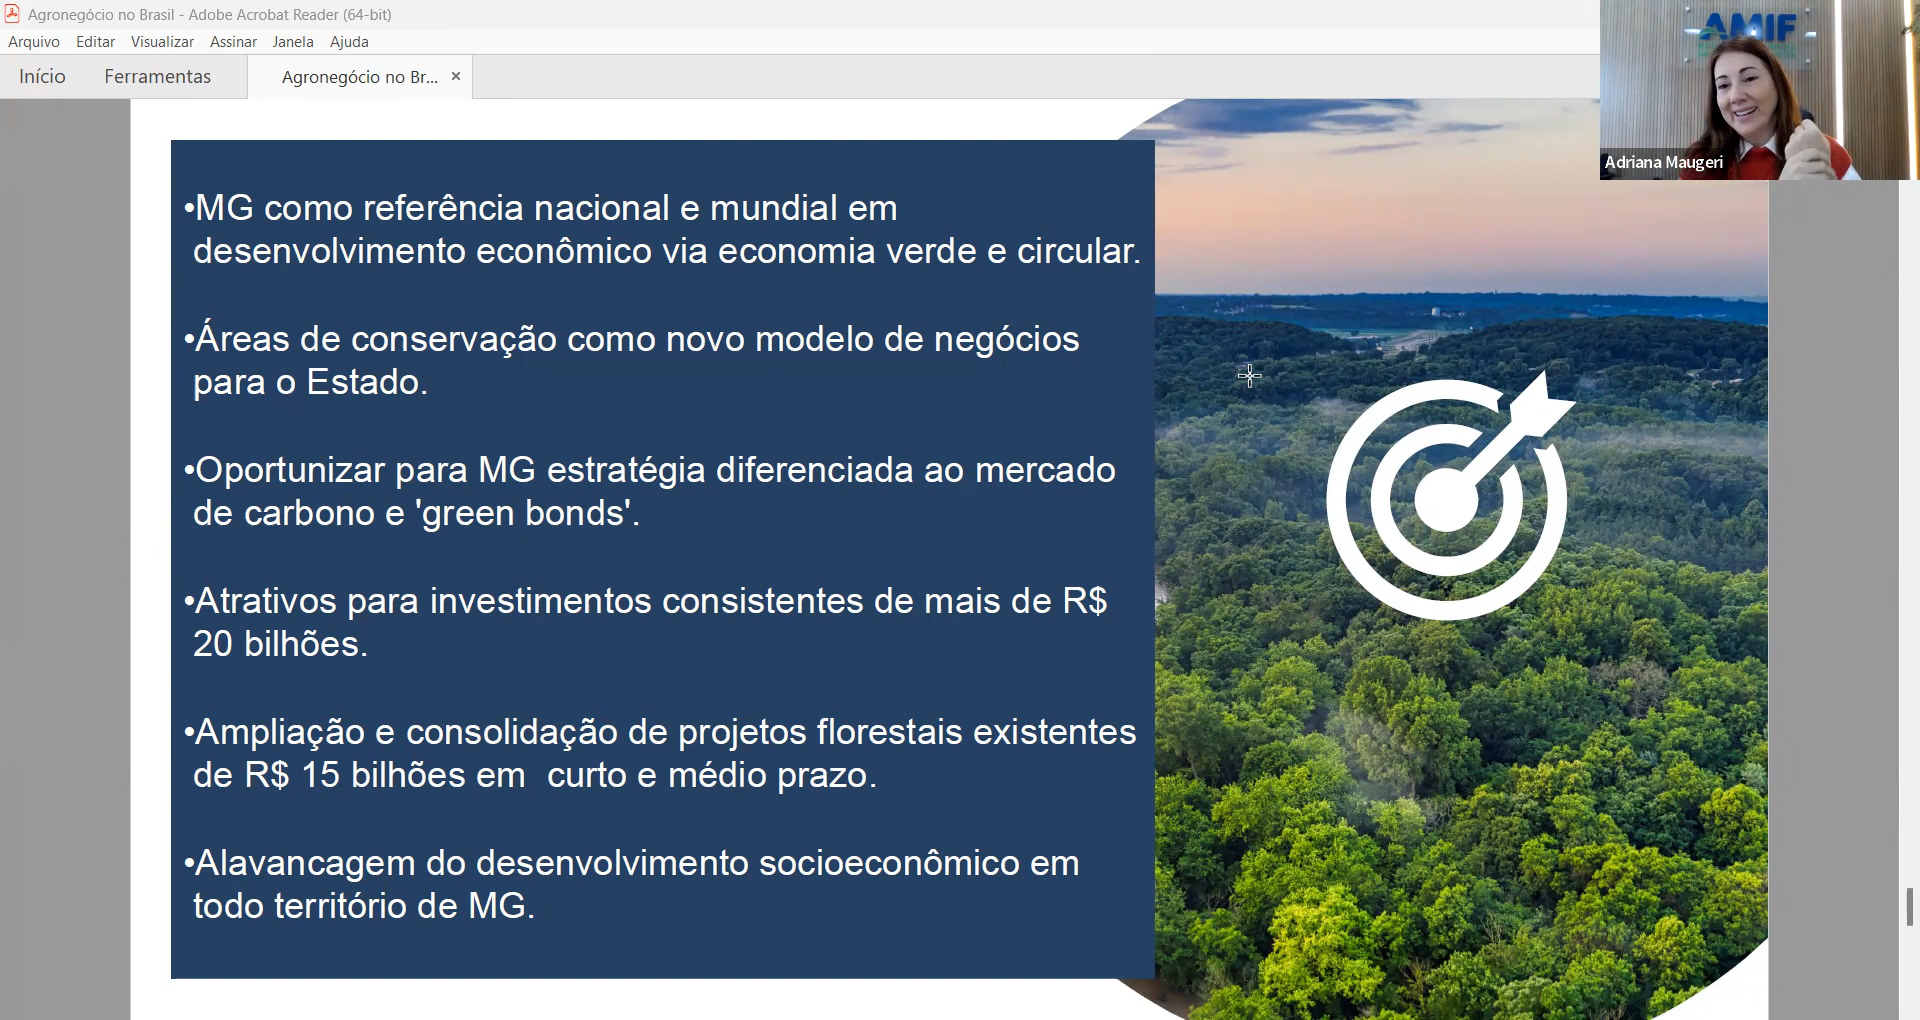 Agronegócio no Brasil - Adobe Acrobat Reader (64-bit)
Arquivo Editar Visualizar Assinar Janela Ajuda
Início Ferramentas Agronegócio no Br... ×
AMIF
Adriana Maugeri
•MG como referência nacional e mundial em
desenvolvimento econômico via economia verde e circular.
•Áreas de conservação como novo modelo de negócios
para o Estado.
•Oportunizar para MG estratégia diferenciada ao mercado
de carbono e 'green bonds'.
•Atrativos para investimentos consistentes de mais de R$
20 bilhões.
•Ampliação e consolidação de projetos florestais existentes
de R$ 15 bilhões em  curto e médio prazo.
•Alavancagem do desenvolvimento socioeconômico em
todo território de MG.